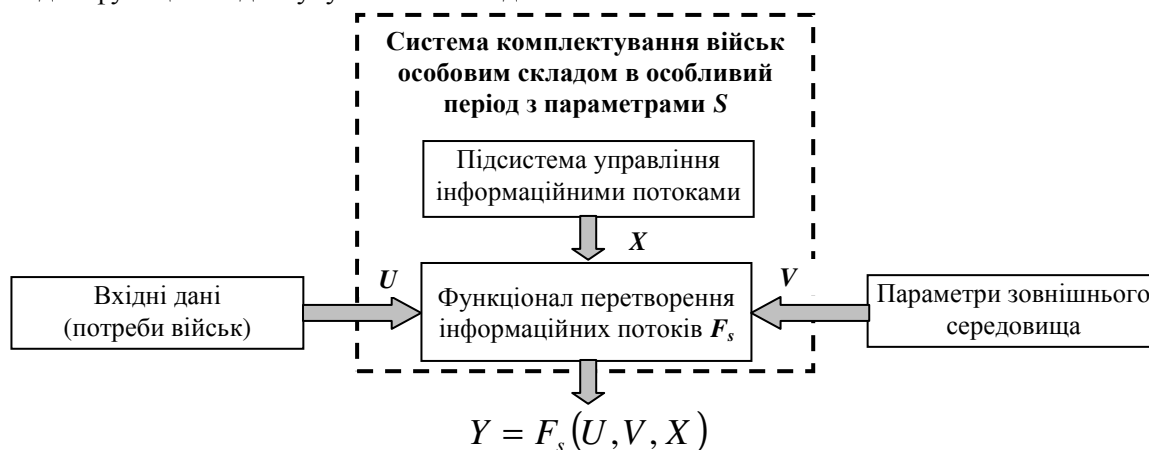 Система комплектування військ
особовим складом в особливий
період з параметрами S
Підсистема управління
інформаційними потоками
X
U
V
Вхідні дані
(потреби військ)
Функціонал перетворення
інформаційних потоків Fs
Параметри зовнішнього
середовища
Y = Fs(U,V,X)